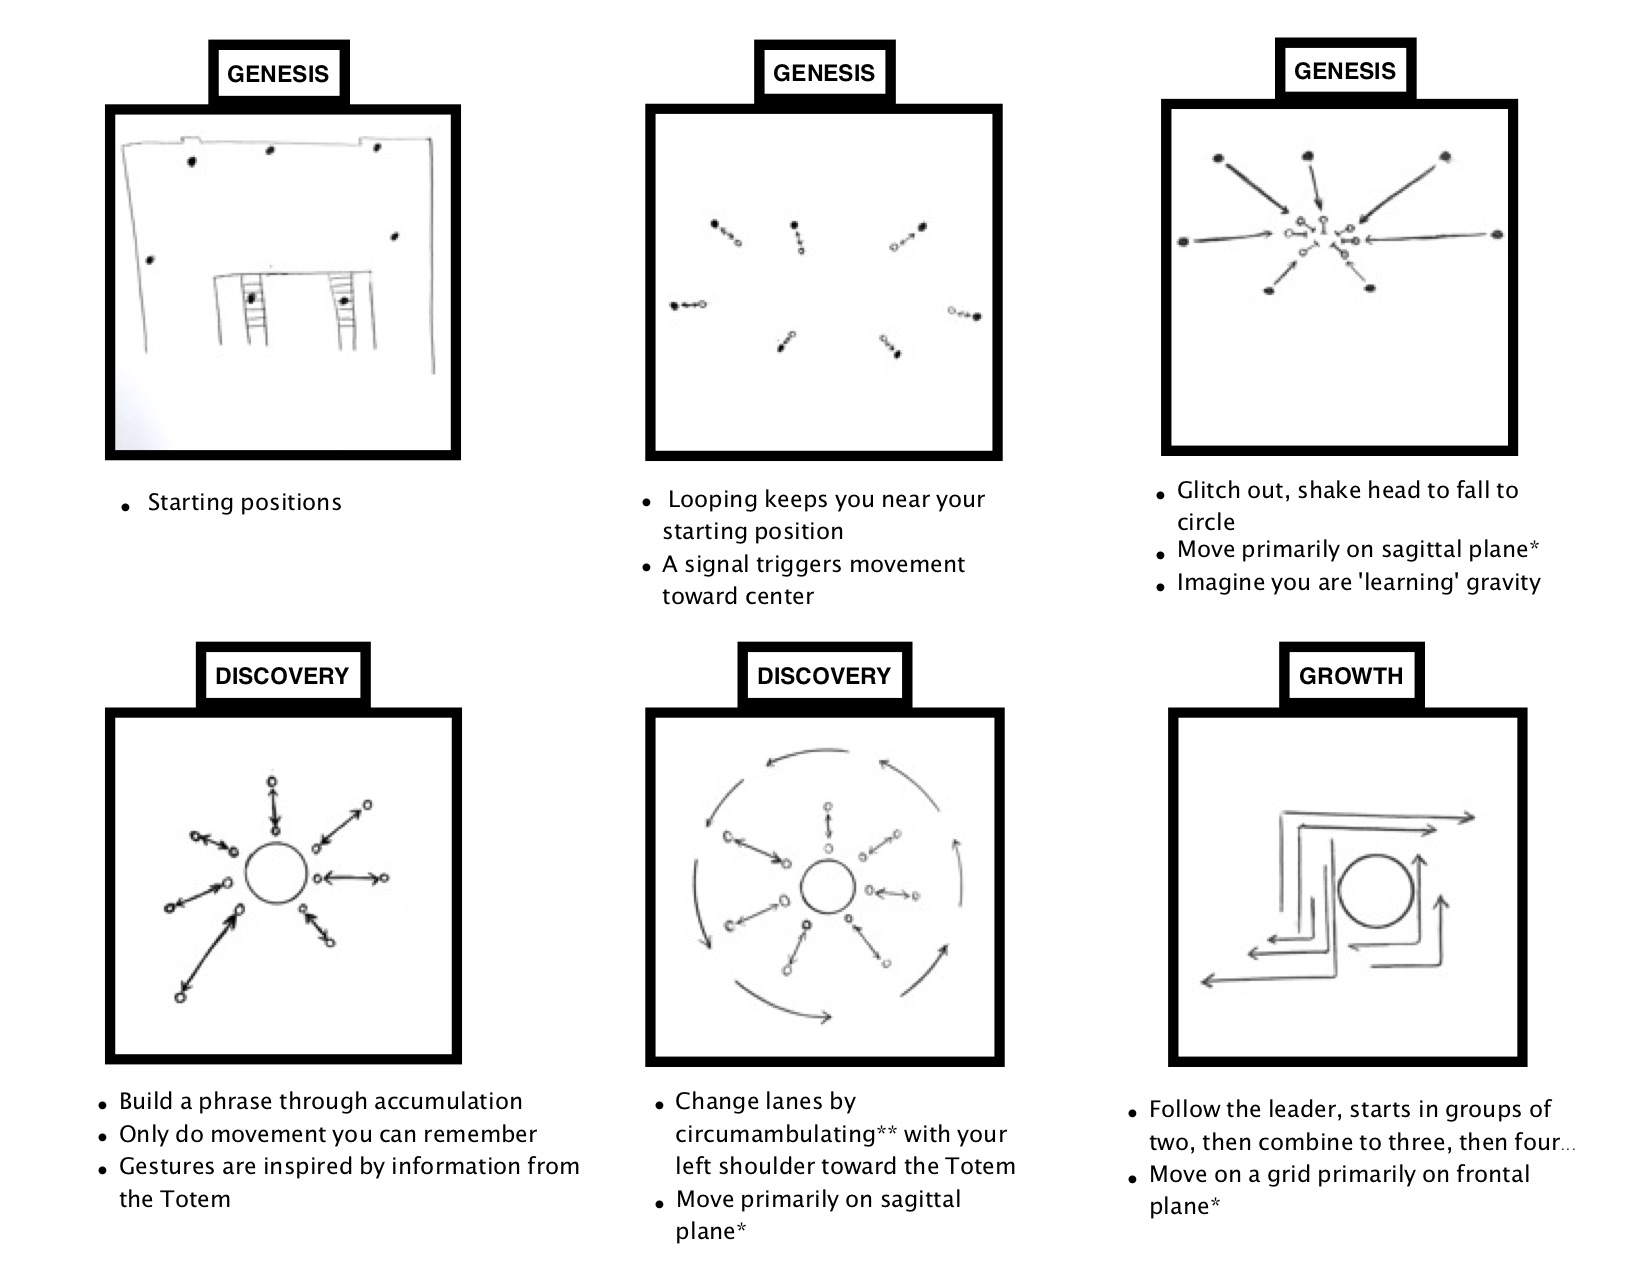 GENESIS
• Starting positions
GENESIS
• Looping keeps you near your
starting position
• A signal triggers movement
toward center
GENESIS
• Glitch out, shake head to fall to
circle
• Move primarily on sagittal plane*
• Imagine you are 'learning' gravity
DISCOVERY
• Build a phrase through accumulation
• Only do movement you can remember
• Gestures are inspired by information from
the Totem
DISCOVERY
• Change lanes by
circumambulating** with your
left shoulder toward the Totem
• Move primarily on sagittal
plane*
GROWTH
• Follow the leader, starts in groups of
two, then combine to three, then four...
• Move on a grid primarily on frontal
plane*